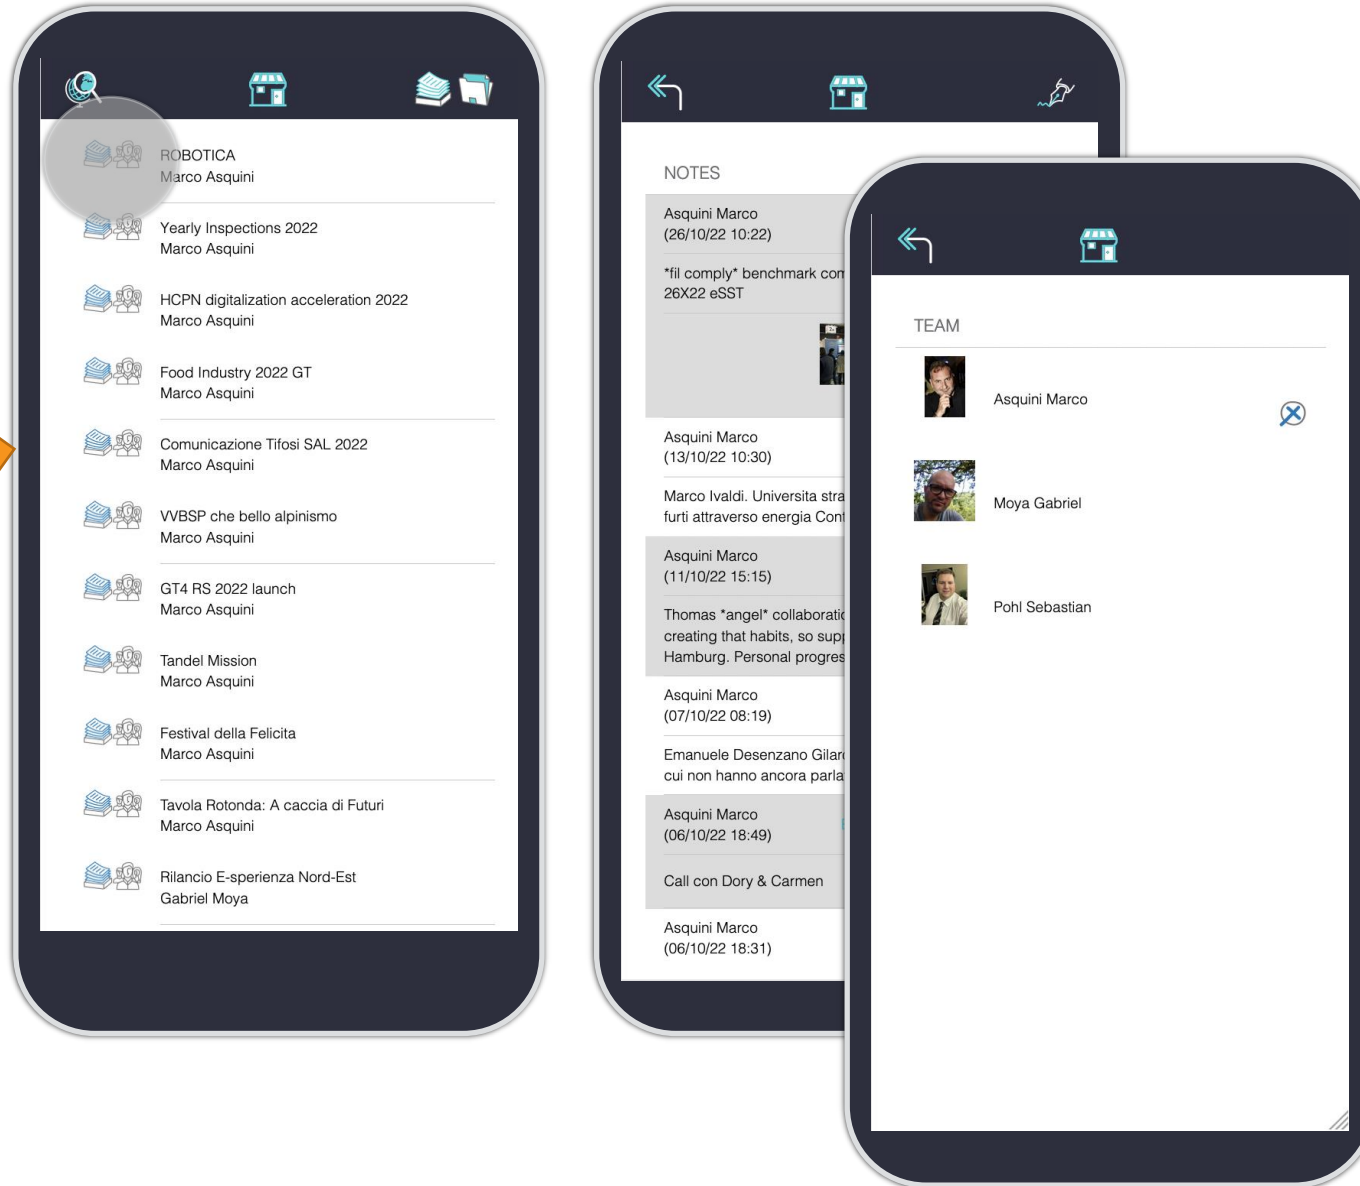 ROBOTICA
Marco Asquini
Yearly Inspections 2022
Marco Asquini
HCPN digitalization acceleration 2022
Marco Asquini
Food Industry 2022 GT
Marco Asquini
Comunicazione Tifosi SAL 2022
Marco Asquini
VVBSP che bello alpinismo
Marco Asquini
GT4 RS 2022 launch
Marco Asquini
Tandel Mission
Marco Asquini
Festival della Felicita
Marco Asquini
Tavola Rotonda: A caccia di Futuri
Marco Asquini
Rilancio E-sperienza Nord-Est
Gabriel Moya
NOTES
Asquini Marco
(26/10/22 10:22)
*fil comply* benchmark
26X22 eSST
Asquini Marco
(13/10/22 10:30)
Marco Ivaldi. Universita
furti attraverso energia
Asquini Marco
(11/10/22 15:15)
Thomas *angel*
creating that habits, so
Hamburg. Personal
Asquini Marco
(07/10/22 08:19)
Emanuele Desenzano
cui non hanno ancora
Asquini Marco
(06/10/22 18:49)
Call con Dory & Carmen
Asquini Marco
(06/10/22 18:31)
TEAM
Asquini Marco
Moya Gabriel
Pohl Sebastian